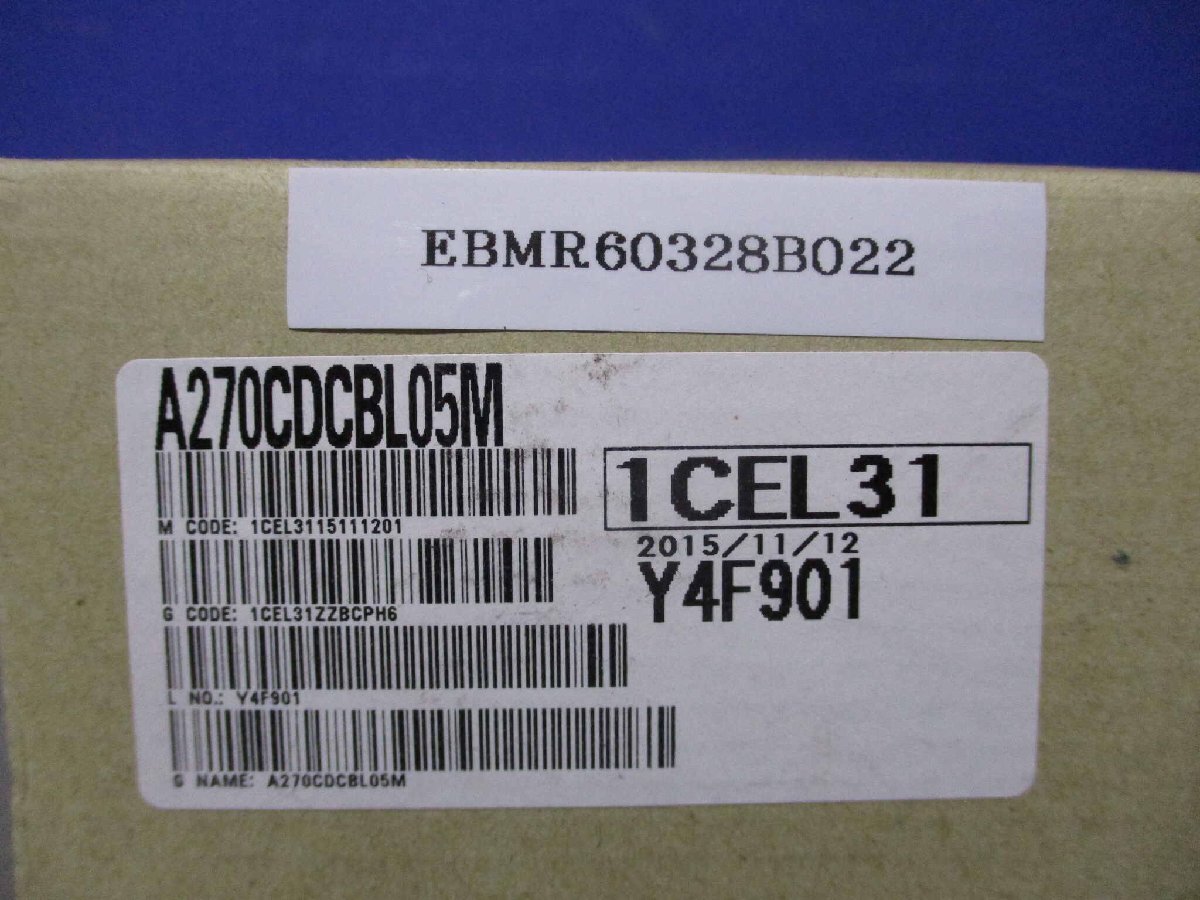 EBMR60328B022
A270CDCBL05M
1CEL31
M CODE: 1CEL3115111201
2015/11/12
Y4F901
G CODE: 1CEL31ZZBCPH6
L NO.: Y4F901
G NAME: A270CDCBL05M